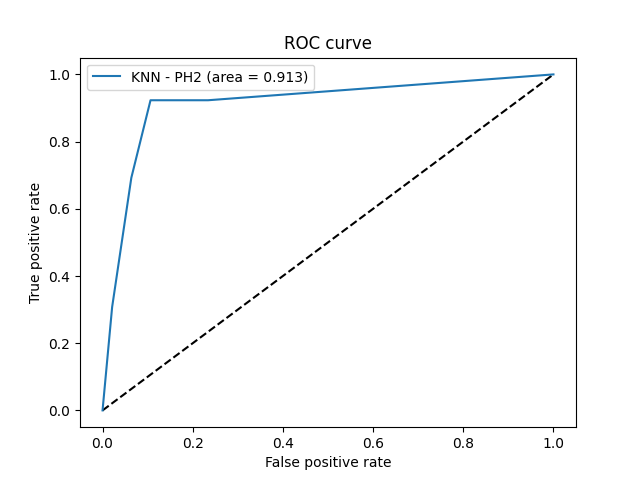 ROC curve
KNN - PH2 (area = 0.913)
1.0
0.8
0.6
0.4
0.2
0.0
True positive rate
0.0 0.2 0.4 0.6 0.8 1.0
False positive rate